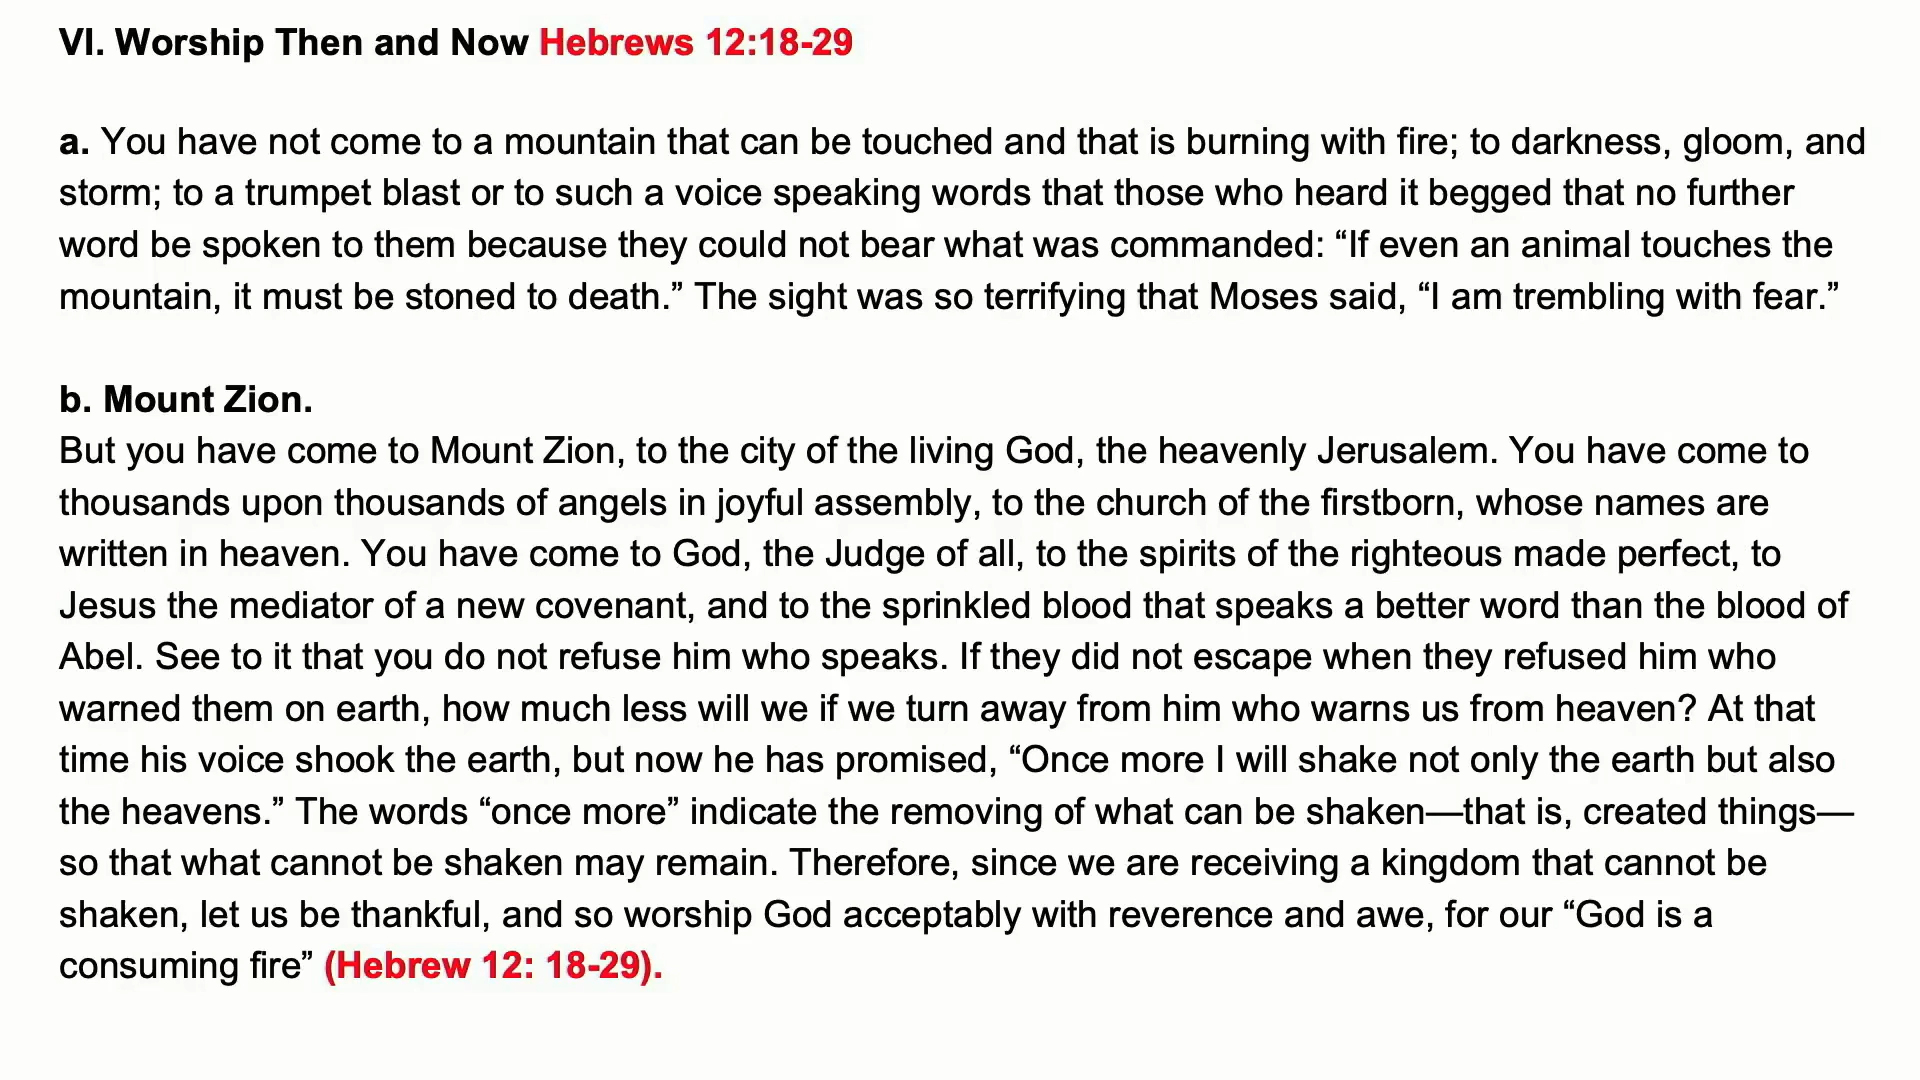 VI. Worship Then and Now Hebrews 12:18-29
a. You have not come to a mountain that can be touched and that is burning with fire; to darkness, gloom, and
storm; to a trumpet blast or to such a voice speaking words that those who heard it begged that no further
word be spoken to them because they could not bear what was commanded: “If even an animal touches the
mountain, it must be stoned to death.” The sight was so terrifying that Moses said, “I am trembling with fear.”
b. Mount Zion.
But you have come to Mount Zion, to the city of the living God, the heavenly Jerusalem. You have come to
thousands upon thousands of angels in joyful assembly, to the church of the firstborn, whose names are
written in heaven. You have come to God, the Judge of all, to the spirits of the righteous made perfect, to
Jesus the mediator of a new covenant, and to the sprinkled blood that speaks a better word than the blood of
Abel. See to it that you do not refuse him who speaks. If they did not escape when they refused him who
warned them on earth, how much less will we if we turn away from him who warns us from heaven? At that
time his voice shook the earth, but now he has promised, “Once more I will shake not only the earth but also
the heavens.” The words “once more” indicate the removing of what can be shaken—that is, created things—
so that what cannot be shaken may remain. Therefore, since we are receiving a kingdom that cannot be
shaken, let us be thankful, and so worship God acceptably with reverence and awe, for our “God is a
consuming fire” (Hebrew 12: 18-29).